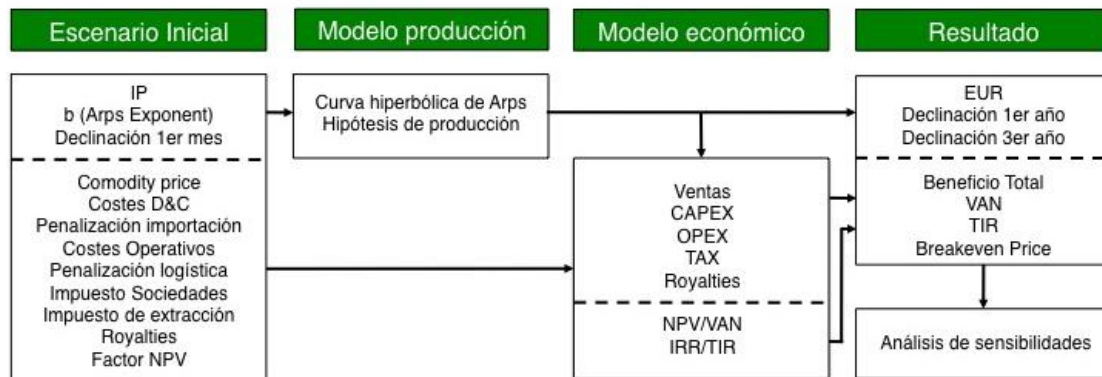 Escenario Inicial
IP
b (Arps Exponent)
Declinación 1er mes
Comodity price
Costes D&C
Penalización importación
Costes Operativos
Penalización logística
Impuesto Sociedades
Impuesto de extracción
Royalties
Factor NPV
Modelo producción
Curva hiperbólica de Arps
Hipótesis de producción
Modelo económico
Ventas
CAPEX
OPEX
TAX
Royalties
NPV/VAN
IRR/TIR
Resultado
EUR
Declinación 1er año
Declinación 3er año
Beneficio Total
VAN
TIR
Breakeven Price
Análisis de sensibilidades